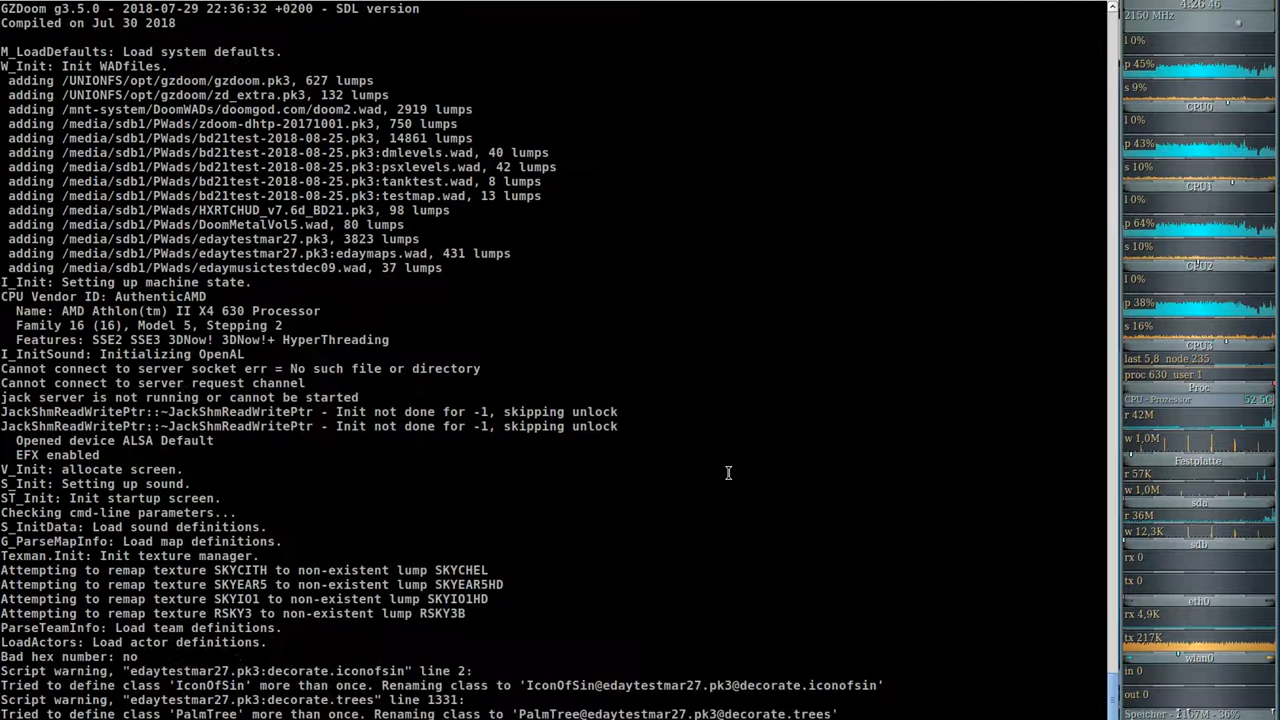 GZDoom g3.5.0 - 2018-07-29 22:36:32 +0200 - SDL version
Compiled on Jul 30 2018
M_LoadDefaults: Load system defaults.
W_Init: Init WADfiles.
adding /UNIONFS/opt/gzdoom/gzdoom.pk3, 627 lumps
adding /UNIONFS/opt/gzdoom/zd_extra.pk3, 132 lumps
adding /mnt-system/DoomWADs/doomgod.com/doom2.wad, 2919 lumps
adding /media/sdb1/PWads/zdoom-dhtp-20171001.pk3, 750 lumps
adding /media/sdb1/PWads/bd21test-2018-08-25.pk3, 14861 lumps
adding /media/sdb1/PWads/bd21test-2018-08-25.pk3:dmlevels.wad, 40 lumps
adding /media/sdb1/PWads/bd21test-2018-08-25.pk3:psxlevels.wad, 42 lumps
adding /media/sdb1/PWads/bd21test-2018-08-25.pk3:tanktest.wad, 8 lumps
adding /media/sdb1/PWads/bd21test-2018-08-25.pk3:testmap.wad, 13 lumps
adding /media/sdb1/PWads/HXRTCHUD_v7.6d_BD21.pk3, 98 lumps
adding /media/sdb1/PWads/DoomMetalVol5.wad, 80 lumps
adding /media/sdb1/PWads/edaytestmar27.pk3, 3823 lumps
adding /media/sdb1/PWads/edaytestmar27.pk3:edaymaps.wad, 431 lumps
adding /media/sdb1/PWads/edaymusictestdec09.wad, 37 lumps
I_Init: Setting up machine state.
CPU Vendor ID: AuthenticAMD
Name: AMD Athlon(tm) II X4 630 Processor
Family 16 (16), Model 5, Stepping 2
Features: SSE2 SSE3 3DNow! 3DNow!+ HyperThreading
I_InitSound: Initializing OpenAL
Cannot connect to server socket err = No such file or directory
Cannot connect to server request channel
jack server is not running or cannot be started
JackShmReadWritePtr::~JackShmReadWritePtr - Init not done for -1, skipping unlock
JackShmReadWritePtr::~JackShmReadWritePtr - Init not done for -1, skipping unlock
Opened device ALSA Default
EFX enabled
V_Init: allocate screen.
S_Init: Setting up sound.
ST_Init: Init startup screen.
Checking cmd-line parameters...
S_InitData: Load sound definitions.
G_ParseMapInfo: Load map definitions.
Texman.Init: Init texture manager.
Attempting to remap texture SKYCITH to non-existent lump SKYCHEL
Attempting to remap texture SKYEAR5 to non-existent lump SKYEAR5HD
Attempting to remap texture SKYIO1 to non-existent lump SKYIO1HD
Attempting to remap texture RSKY3 to non-existent lump RSKY3B
ParseTeamInfo: Load team definitions.
LoadActors: Load actor definitions.
Bad hex number: no
Script warning, "edaytestmar27.pk3:decorate.iconofsin" line 2:
Tried to define class 'IconOfSin' more than once. Renaming class to 'IconOfSin@edaytestmar27.pk3@decorate.iconofsin'
Script warning, "edaytestmar27.pk3:decorate.trees" line 1331:
Tried to define class 'PalmTree' more than once. Renaming class to 'PalmTree@edaytestmar27.pk3@decorate.trees'
4:26 46
2150 MHz
l 0%
p 45%
s 9%
CPU0
l 0%
p 43%
s 10%
CPU1
l 0%
p 64%
s 10%
CPU2
l 0%
p 38%
s 16%
CPU3
last 5,8 node 235
proc 630 user 1
Proc
CPU - Prozessor 52,5C
r 42M
w 1,0M
Festplatte
r 57K
w 1,0M
sda
r 36M
w 12,3K
sdb
rx 0
tx 0
eth0
rx 4,9K
tx 217K
wlan0
in 0
out 0